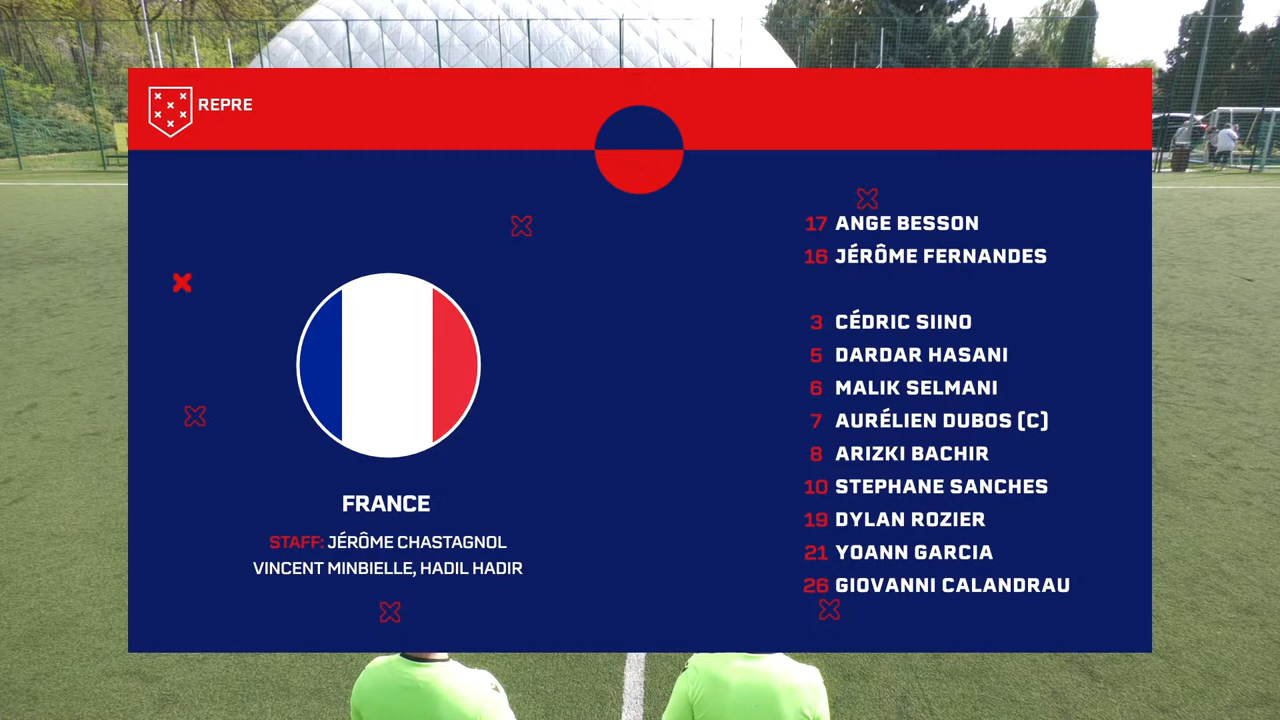 REPRE
FRANCE
STAFF: JÉRÔME CHASTAGNOL
VINCENT MINBIELLE, HADIL HADIR
17 ANGE BESSON
16 JÉRÔME FERNANDES
3 CÉDRIC SIINO
5 DARDAR HASANI
6 MALIK SELMANI
7 AURÉLIEN DUBOS (C)
8 ARIZKI BACHIR
10 STEPHANE SANCHES
19 DYLAN ROZIER
21 YOANN GARCIA
26 GIOVANNI CALANDRAU